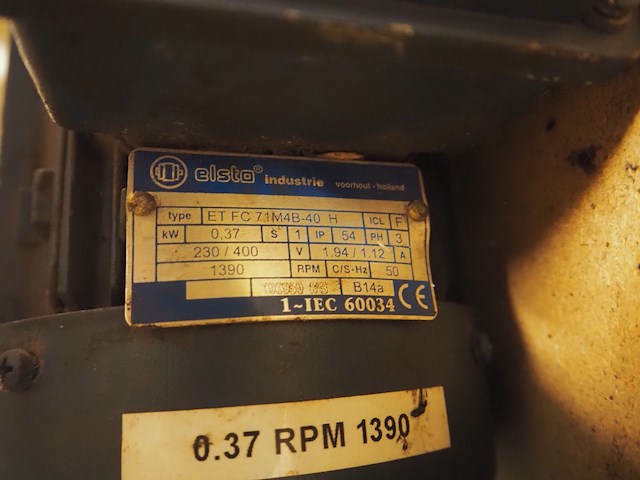 elsto® industrie voorhout - holland
type ET FC 71M4B-40 H ICL F
kW 0.37 S 1 IP 54 PH 3
230 / 400 V 1.94 / 1.12 A
1390 RPM C/S-Hz 50
B14a CE
1~IEC 60034
0.37 RPM 1390